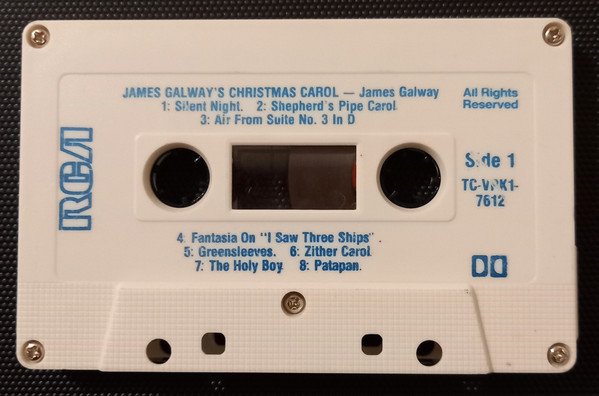 JAMES GALWAY'S CHRISTMAS CAROL — James Galway
1: Silent Night. 2: Shepherd's Pipe Carol.
3: Air From Suite No. 3 In D
All Rights
Reserved
RCA
Side 1
TC-VPK1-
7612
4: Fantasia On "I Saw Three Ships".
5: Greensleeves. 6: Zither Carol.
7: The Holy Boy. 8: Patapan.